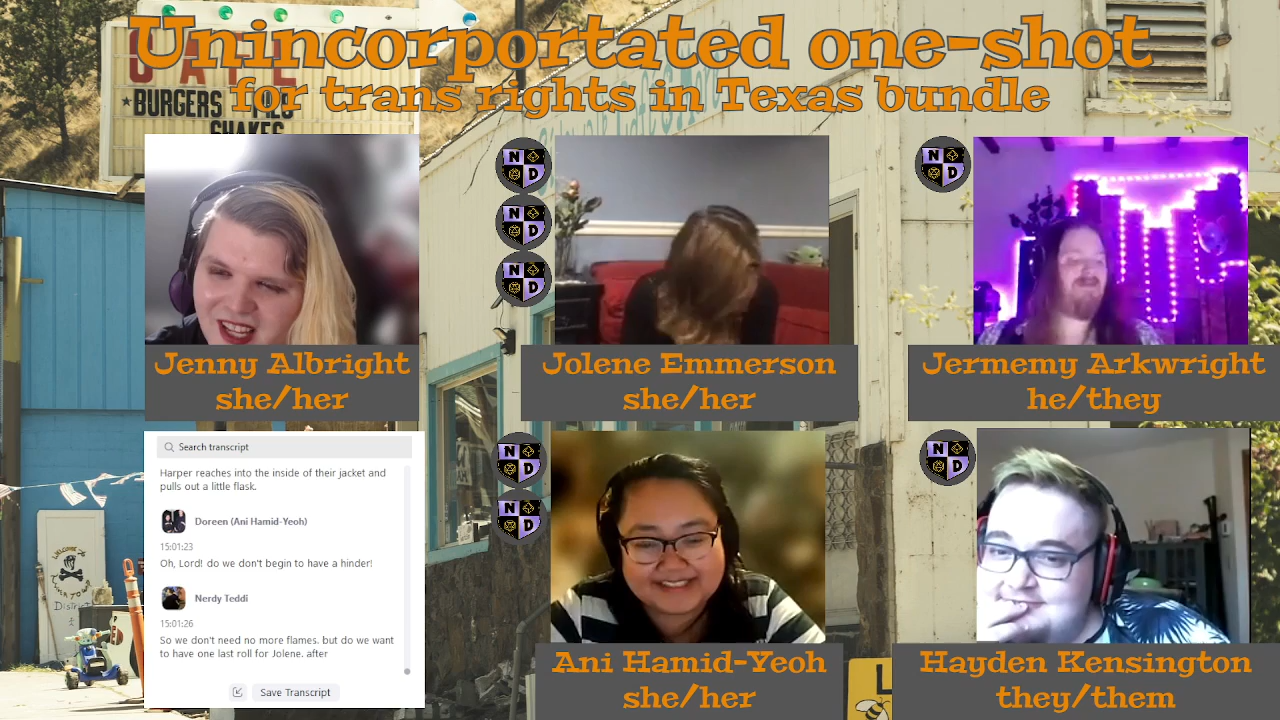 Unincorportated one-shot
for trans rights in Texas bundle
CAFE
★BURGERS PIES
SHAKES
N
D
N
D
N
D
N
D
Jenny Albright
she/her
Jolene Emmerson
she/her
Jermemy Arkwright
he/they
Search transcript
Harper reaches into the inside of their jacket and
pulls out a little flask.
Doreen (Ani Hamid-Yeoh)
15:01:23
Oh, Lord! do we don't begin to have a hinder!
Nerdy Teddi
15:01:26
So we don't need no more flames. but do we want
to have one last roll for Jolene. after
Save Transcript
N
D
N
D
N
D
Ani Hamid-Yeoh
she/her
Hayden Kensington
they/them
WELCOME
District
L